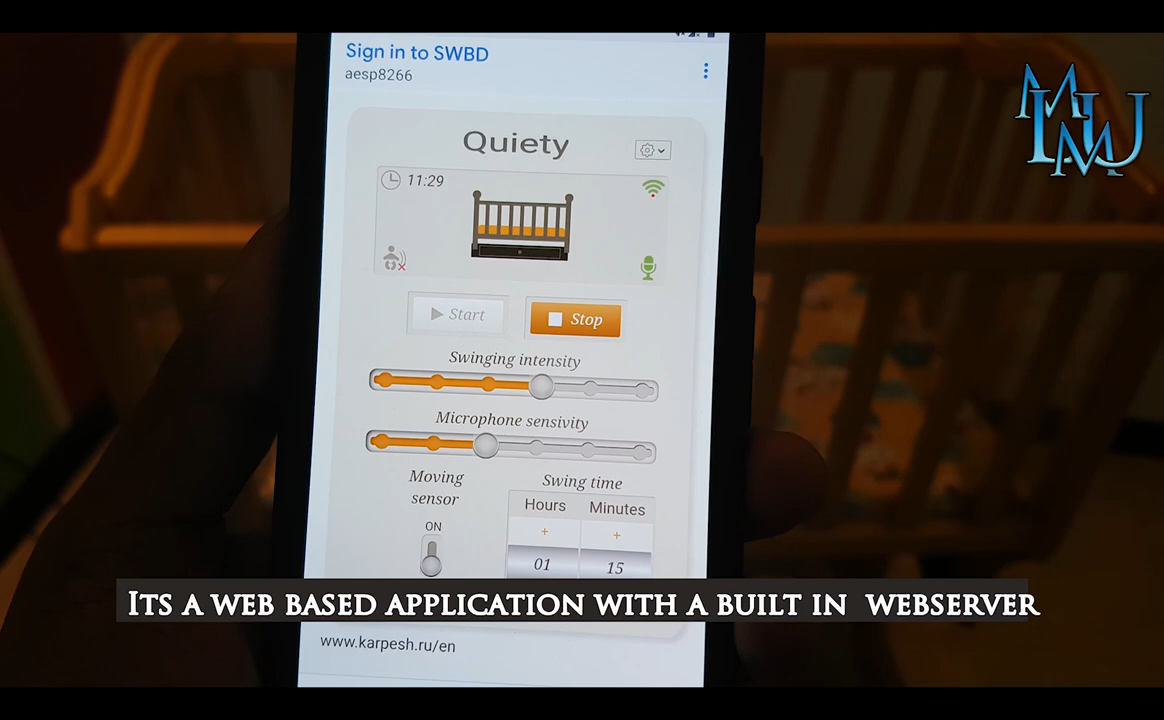 Sign in to SWBD
aesp8266
Quiety
11:29
Start
Stop
Swinging intensity
Microphone sensivity
Moving
sensor
Swing time
Hours Minutes
ON
+ +
01 15
ITS A WEB BASED APPLICATION WITH A BUILT IN WEBSERVER
www.karpesh.ru/en